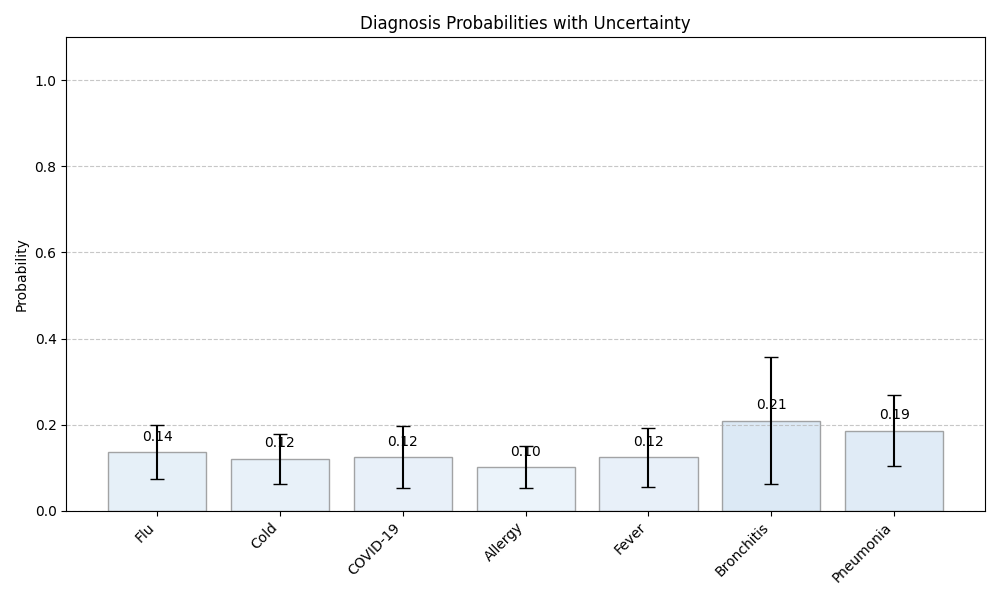 Diagnosis Probabilities with Uncertainty
Probability
1.0
0.8
0.6
0.4
0.2
0.0
0.14
0.12
0.12
0.10
0.12
0.21
0.19
Flu
Cold
COVID-19
Allergy
Fever
Bronchitis
Pneumonia